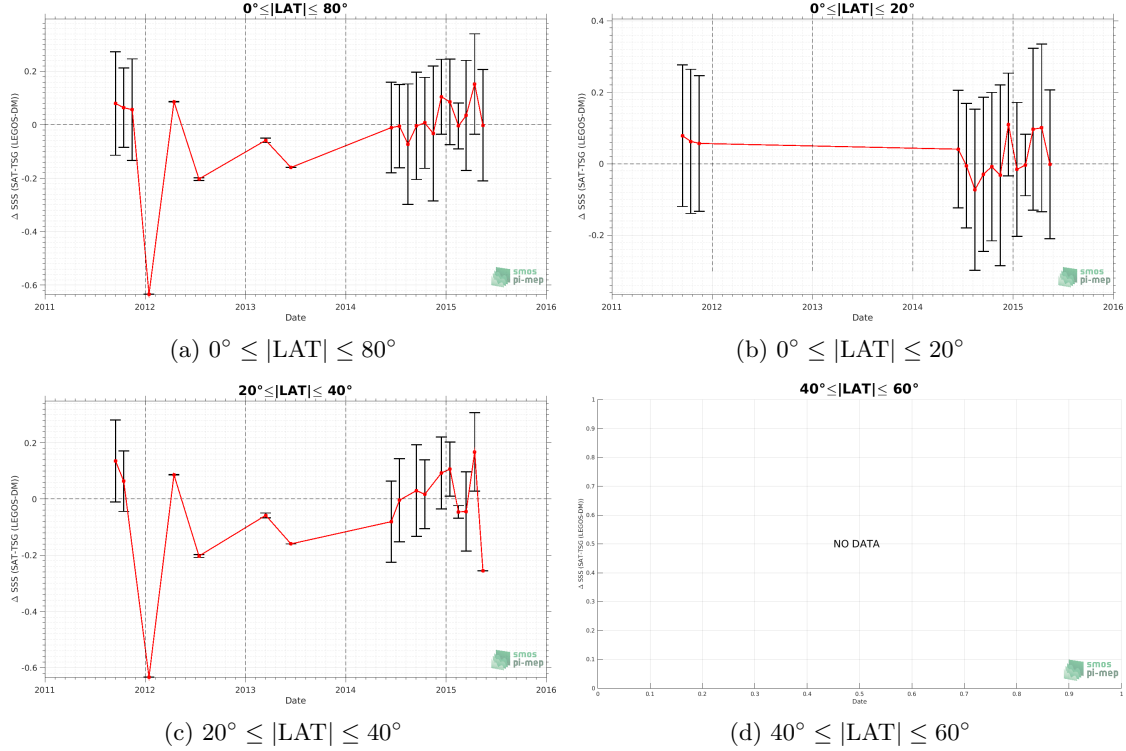 0°≤|LAT|≤ 80°
Δ SSS (SAT-TSG (LEGOS-DM))
0.2
0
-0.2
-0.4
-0.6
2011
2012
2013
2014
2015
2016
Date
smos
pi-mep
(a) 0° ≤ |LAT| ≤ 80°
0°≤|LAT|≤ 20°
Δ SSS (SAT-TSG (LEGOS-DM))
0.4
0.2
0
-0.2
2011
2012
2013
2014
2015
2016
Date
smos
pi-mep
(b) 0° ≤ |LAT| ≤ 20°
20°≤|LAT|≤ 40°
Δ SSS (SAT-TSG (LEGOS-DM))
0.2
0
-0.2
-0.4
-0.6
2011
2012
2013
2014
2015
2016
Date
smos
pi-mep
(c) 20° ≤ |LAT| ≤ 40°
40°≤|LAT|≤ 60°
Δ SSS (SAT-TSG (LEGOS-DM))
1
0.9
0.8
0.7
0.6
0.5
0.4
0.3
0.2
0.1
0
NO DATA
0
0.1
0.2
0.3
0.4
0.5
0.6
0.7
0.8
0.9
1
Date
smos
pi-mep
(d) 40° ≤ |LAT| ≤ 60°